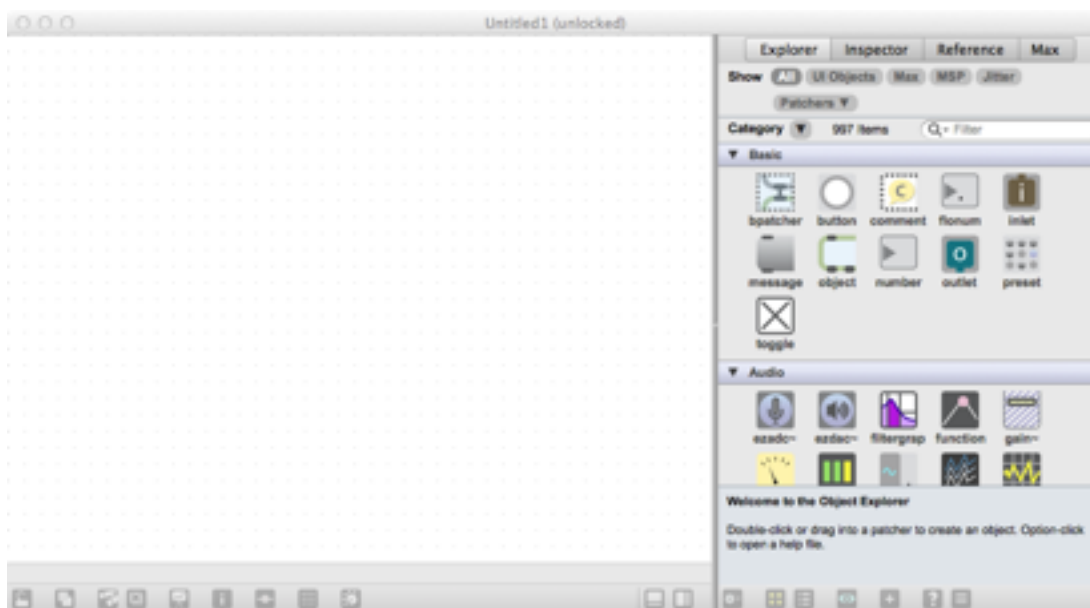 Untitled1 (unlocked)
Explorer Inspector Reference Max
Show All UI Objects Max MSP Jitter
Patchers ▼
Category ▼ 997 items Filter
▼ Basic
bpatcher button comment flonum inlet
C
message object number outlet preset
toggle
▼ Audio
ezadc~ ezdac~ filtergrap function gain~
Welcome to the Object Explorer
Double-click or drag into a patcher to create an object. Option-click
to open a help file.